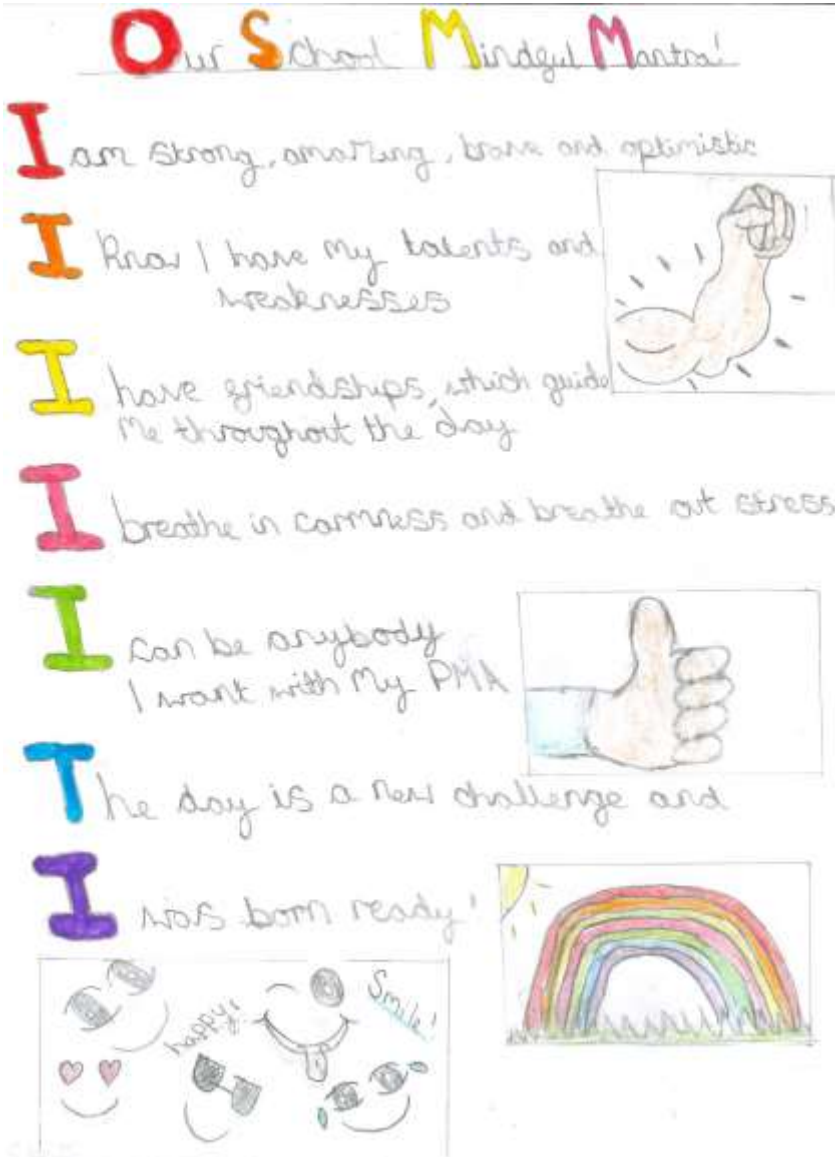 Our School Mindful Mantra!
I am strong, amazing, brave and optimistic
I know I have my talents and
weaknesses
I have friendships, which guide
me throughout the day
I breathe in carmness and breathe out stress
I can be anybody
I want with my PMA
The day is a new challenge and
I was born ready!
happy!
Smile!